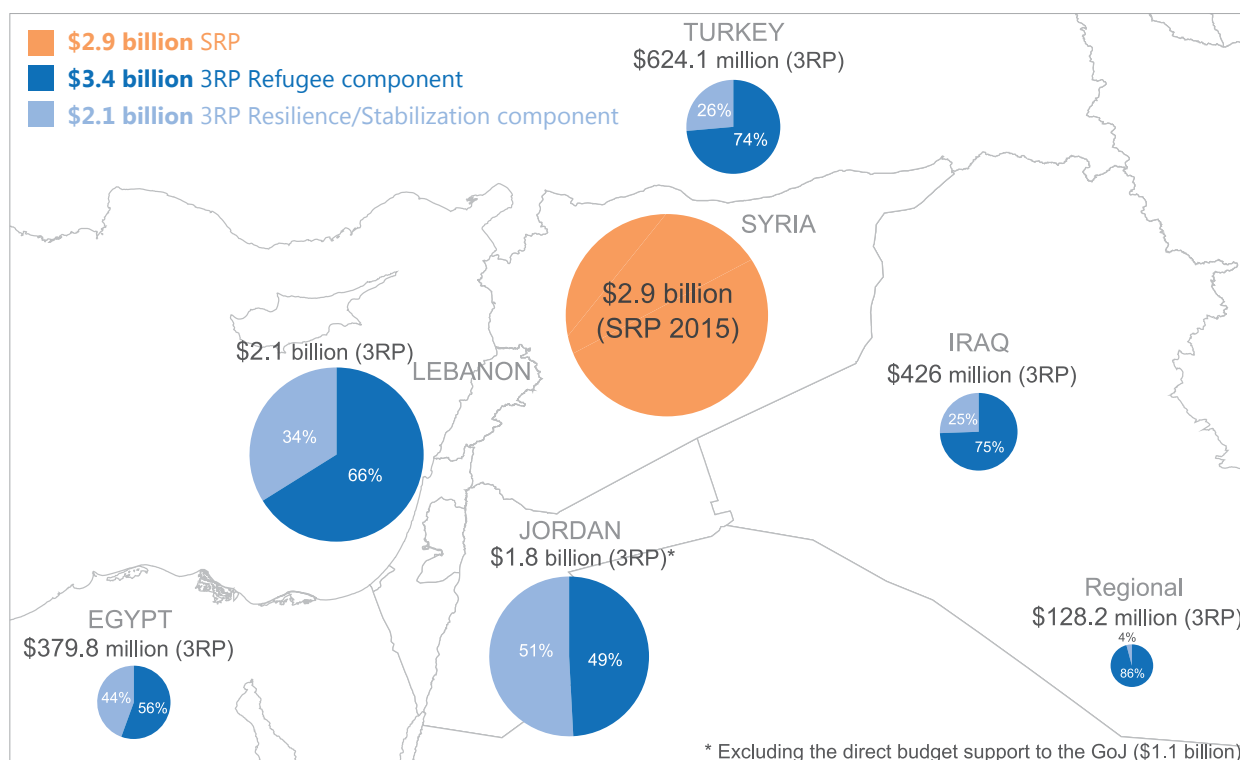 $2.9 billion SRP
$3.4 billion 3RP Refugee component
$2.1 billion 3RP Resilience/Stabilization component
TURKEY
$624.1 million (3RP)
26%
74%
SYRIA
$2.9 billion
(SRP 2015)
$2.1 billion (3RP)
LEBANON
34%
66%
IRAQ
$426 million (3RP)
25%
75%
JORDAN
$1.8 billion (3RP)*
51%
49%
EGYPT
$379.8 million (3RP)
44%
56%
Regional
$128.2 million (3RP)
4%
86%
* Excluding the direct budget support to the GoJ ($1.1 billion)